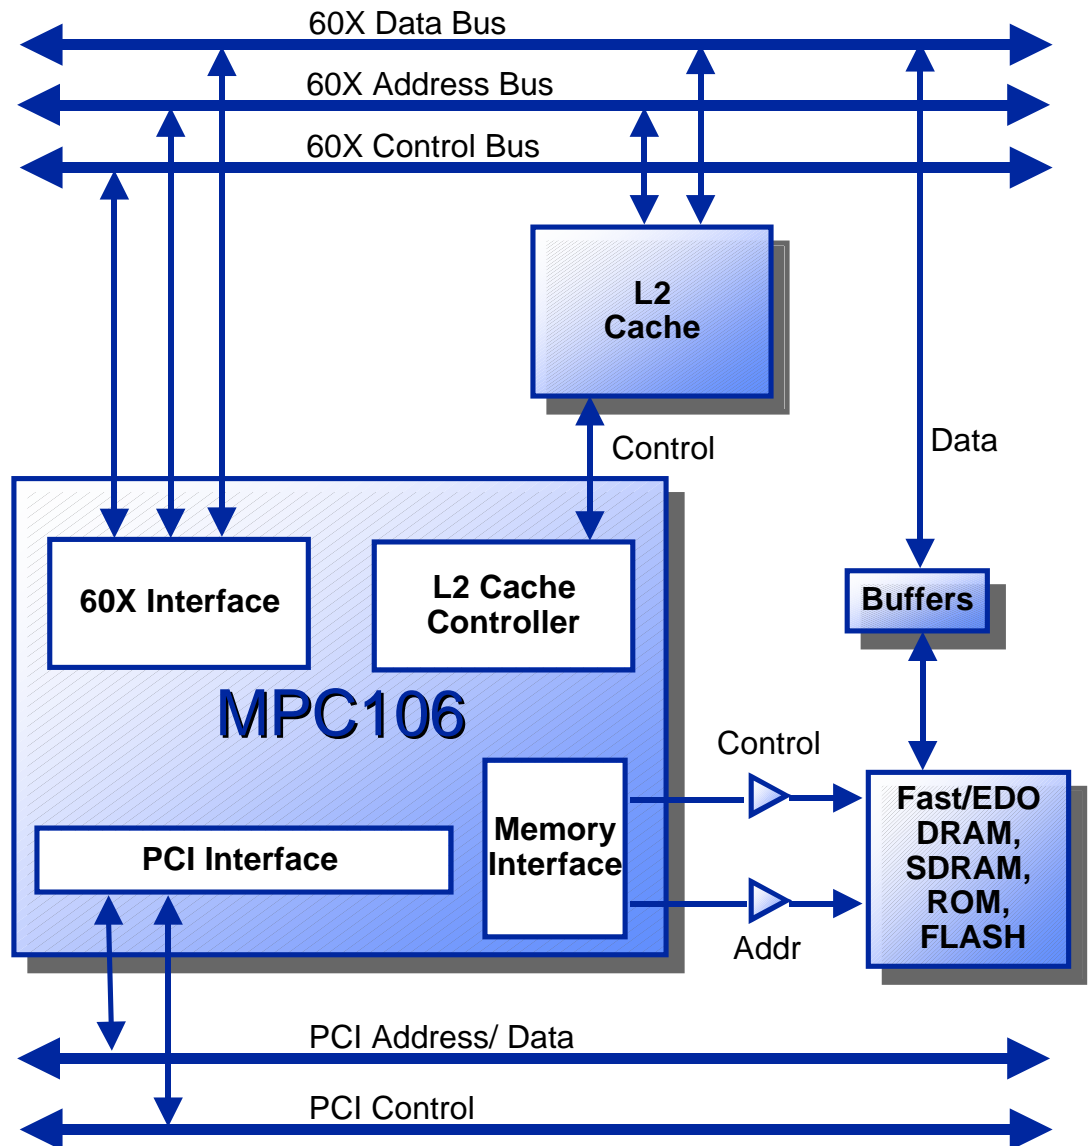 60X Data Bus
60X Address Bus
60X Control Bus
L2
Cache
Control
Data
60X Interface
L2 Cache
Controller
Buffers
MPC106
Control
Memory
Interface
PCI Interface
Fast/EDO
DRAM,
SDRAM,
ROM,
FLASH
Addr
PCI Address/ Data
PCI Control